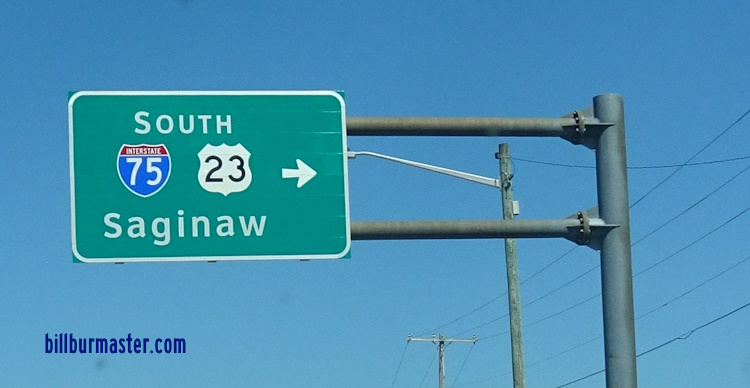 SOUTH
INTERSTATE
75 23
Saginaw
billburmaster.com